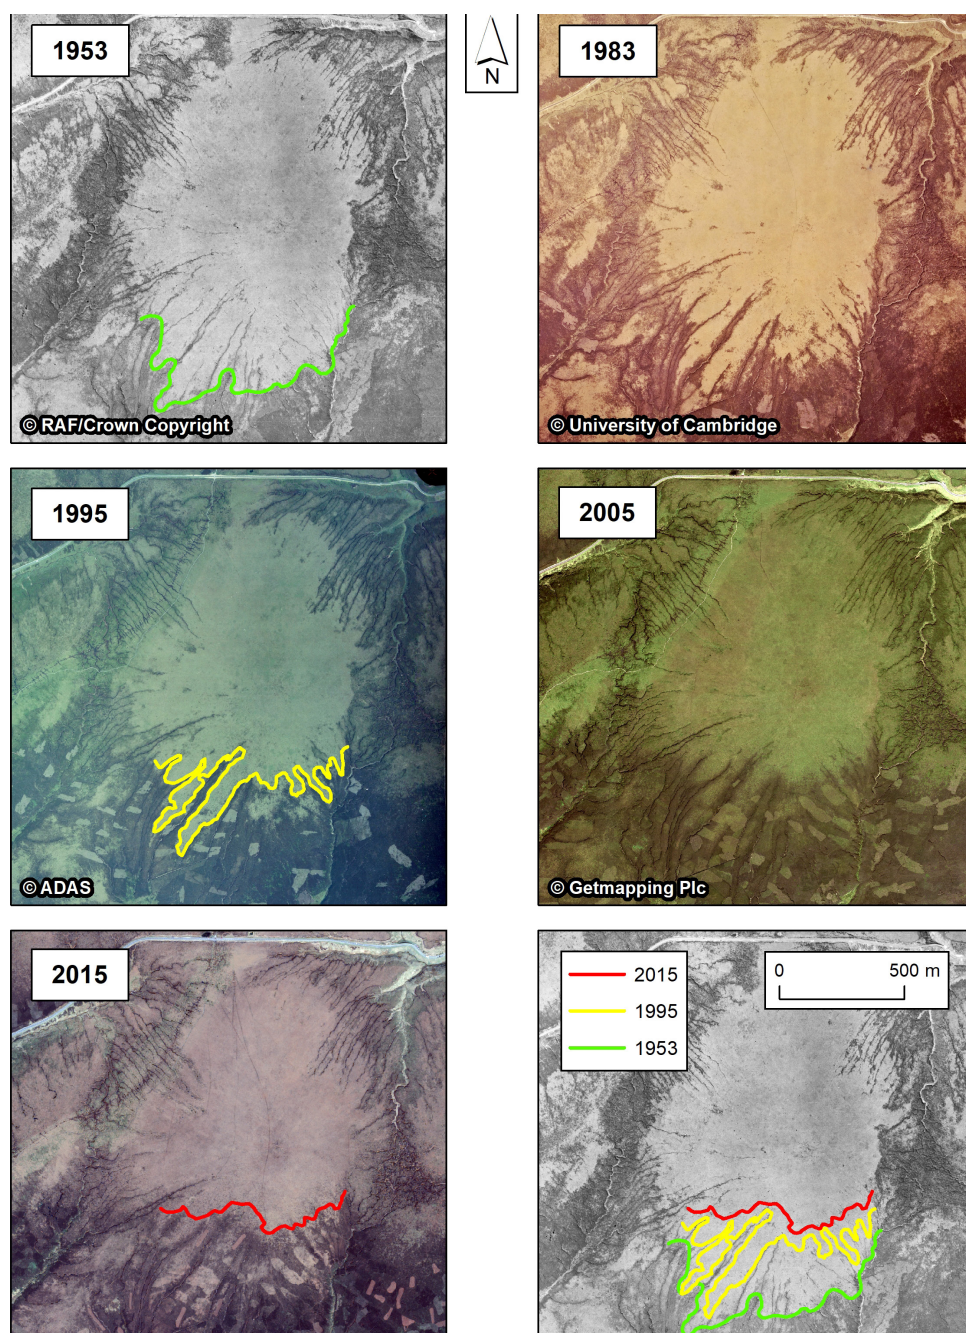 1953
N
1983
© RAF/Crown Copyright
© University of Cambridge
1995
2005
© ADAS
© Getmapping Plc
2015
2015
1995
1953
0 500 m